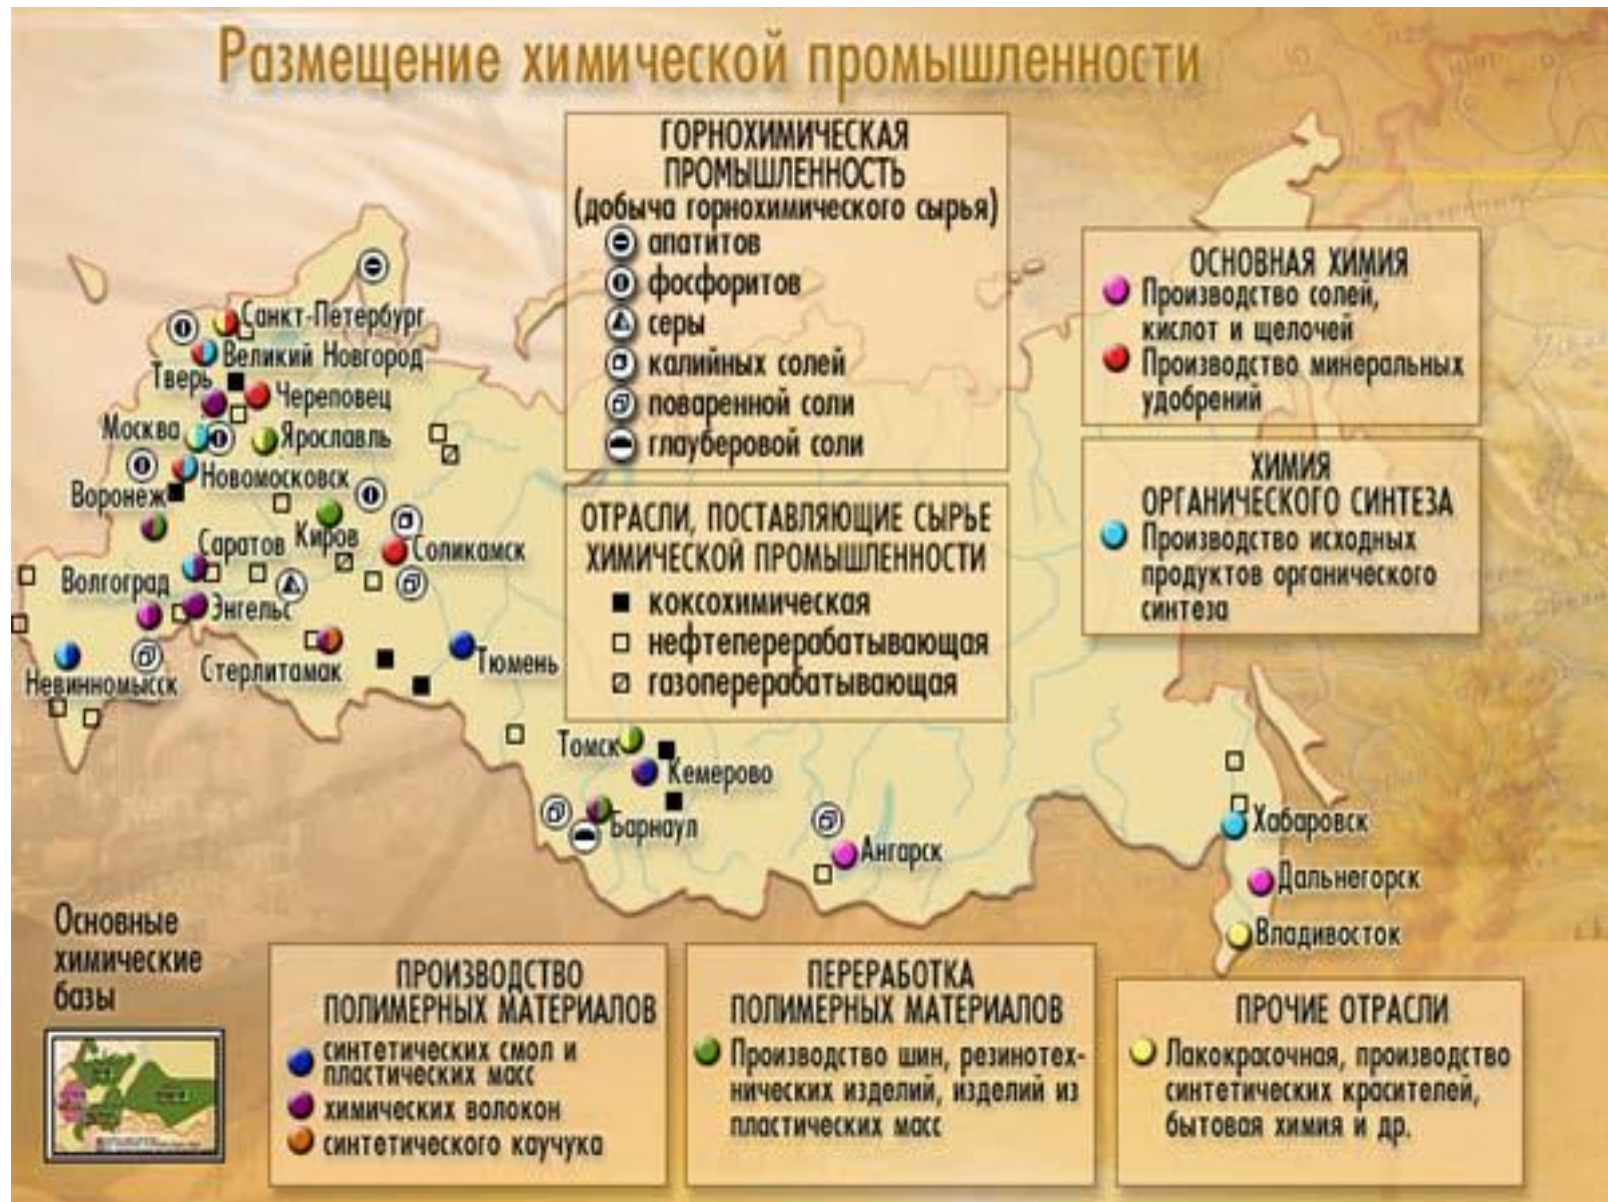 Размещение химической промышленности
ГОРНОХИМИЧЕСКАЯ
ПРОМЫШЛЕННОСТЬ
(добыча горнохимического сырья)
апатитов
фосфоритов
серы
калийных солей
поваренной соли
глауберовой соли
ОТРАСЛИ, ПОСТАВЛЯЮЩИЕ СЫРЬЕ
ХИМИЧЕСКОЙ ПРОМЫШЛЕННОСТИ
коксохимическая
нефтеперерабатывающая
газоперерабатывающая
ОСНОВНАЯ ХИМИЯ
Производство солей,
кислот и щелочей
Производство минеральных
удобрений
ХИМИЯ
ОРГАНИЧЕСКОГО СИНТЕЗА
Производство исходных
продуктов органического
синтеза
Санкт-Петербург
Великий Новгород
Тверь
Череповец
Москва
Ярославль
Новомосковск
Воронеж
Киров
Саратов
Соликамск
Волгоград
Энгельс
Стерлитамак
Тюмень
Невинномысск
Томск
Кемерово
Барнаул
Ангарск
Хабаровск
Дальнегорск
Владивосток
Основные
химические
базы
ПРОИЗВОДСТВО
ПОЛИМЕРНЫХ МАТЕРИАЛОВ
синтетических смол и
пластических масс
химических волокон
синтетического каучука
ПЕРЕРАБОТКА
ПОЛИМЕРНЫХ МАТЕРИАЛОВ
Производство шин, резинотех-
нических изделий, изделий из
пластических масс
ПРОЧИЕ ОТРАСЛИ
Лакокрасочная, производство
синтетических красителей,
бытовая химия и др.